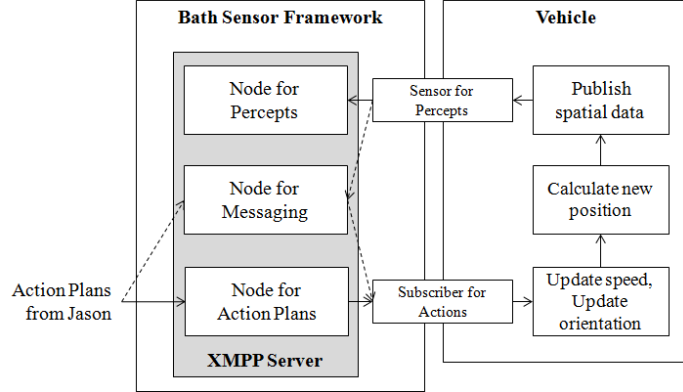 Bath Sensor Framework
Vehicle
Node for
Percepts
Sensor for
Percepts
Publish
spatial data
Node for
Messaging
Calculate new
position
Action Plans
from Jason
Node for
Action Plans
Subscriber for
Actions
Update speed,
Update
orientation
XMPP Server